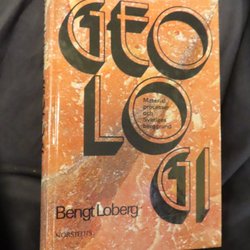 GEO
LO
GI
Material
processer
och
Sveriges
berggrund
Bengt Loberg
NORSTEDTS